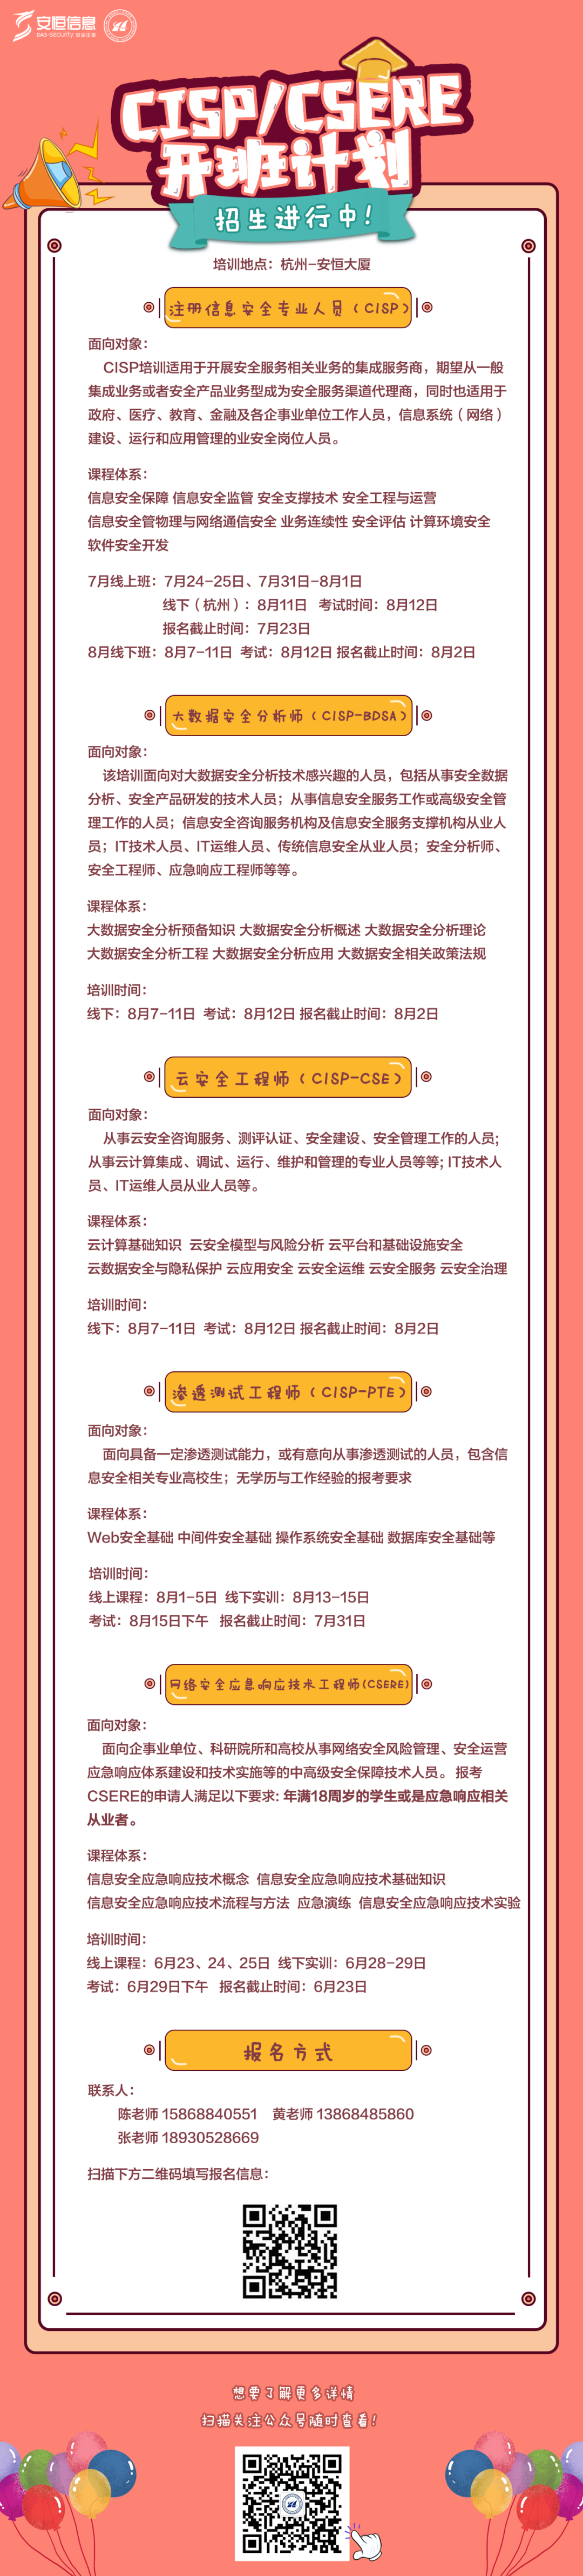 安恒信息
DAS-security
CISP/CSERE
开班计划
招生进行中!
培训地点：杭州-安恒大厦
注册信息安全专业人员（CISP）
面向对象：
CISP培训适用于开展安全服务相关业务的集成服务商，期望从一般
集成业务或者安全产品业务型成为安全服务渠道代理商，同时也适用于
政府、医疗、教育、金融及各企事业单位工作人员，信息系统（网络）
建设、运行和应用管理的业安全岗位人员。
课程体系：
信息安全保障 信息安全监管 安全支撑技术 安全工程与运营
信息安全管物理与网络通信安全 业务连续性 安全评估 计算环境安全
软件安全开发
7月线上班：7月24-25日、7月31日-8月1日
线下（杭州）：8月11日 考试时间：8月12日
报名截止时间：7月23日
8月线下班：8月7-11日 考试：8月12日 报名截止时间：8月2日
大数据安全分析师（CISP-BDSA）
面向对象：
该培训面向对大数据安全分析技术感兴趣的人员，包括从事安全数据
分析、安全产品研发的技术人员；从事信息安全服务工作或高级安全管
理工作的人员；信息安全咨询服务机构及信息安全服务支撑机构从业人
员；IT技术人员、IT运维人员、传统信息安全从业人员；安全分析师、
安全工程师、应急响应工程师等等。
课程体系：
大数据安全分析预备知识 大数据安全分析概述 大数据安全分析理论
大数据安全分析工程 大数据安全分析应用 大数据安全相关政策法规
培训时间：
线下：8月7-11日 考试：8月12日 报名截止时间：8月2日
云安全工程师（CISP-CSE）
面向对象：
从事云安全咨询服务、测评认证、安全建设、安全管理工作的人员;
从事云计算集成、调试、运行、维护和管理的专业人员等等; IT技术人
员、IT运维人员从业人员等。
课程体系：
云计算基础知识 云安全模型与风险分析 云平台和基础设施安全
云数据安全与隐私保护 云应用安全 云安全运维 云安全服务 云安全治理
培训时间：
线下：8月7-11日 考试：8月12日 报名截止时间：8月2日
渗透测试工程师（CISP-PTE）
面向对象：
面向具备一定渗透测试能力，或有意向从事渗透测试的人员，包含信
息安全相关专业高校生；无学历与工作经验的报考要求
课程体系：
Web安全基础 中间件安全基础 操作系统安全基础 数据库安全基础等
培训时间：
线上课程：8月1-5日 线下实训：8月13-15日
考试：8月15日下午 报名截止时间：7月31日
网络安全应急响应技术工程师(CSERE)
面向对象：
面向企事业单位、科研院所和高校从事网络安全风险管理、安全运营
应急响应体系建设和技术实施等的中高级安全保障技术人员。 报考
CSERE的申请人满足以下要求: 年满18周岁的学生或是应急响应相关
从业者。
课程体系：
信息安全应急响应技术概念 信息安全应急响应技术基础知识
信息安全应急响应技术流程与方法 应急演练 信息安全应急响应技术实验
培训时间：
线上课程：6月23、24、25日 线下实训：6月28-29日
考试：6月29日下午 报名截止时间：6月23日
报名方式
联系人：
陈老师 15868840551 黄老师 13868485860
张老师 18930528669
扫描下方二维码填写报名信息：
想要了解更多详情
扫描关注公众号随时查看!